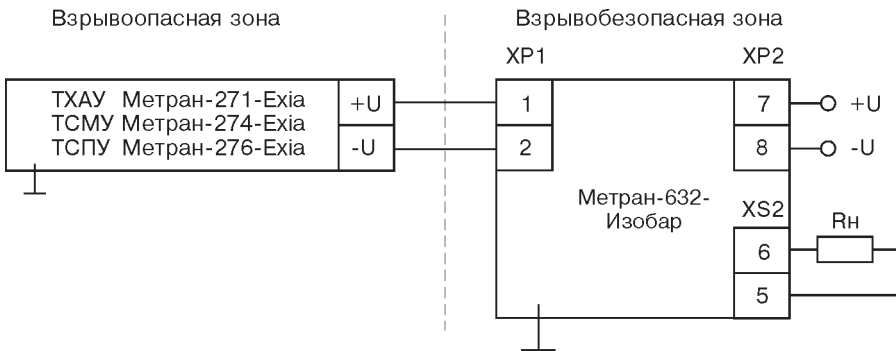 Взрывоопасная зона
Взрывобезопасная зона
XP1
XP2
ТХАУ Метран-271-Exia
ТСМУ Метран-274-Exia
ТСПУ Метран-276-Exia
+U
-U
1
2
7
8
+U
-U
Метран-632-
Изобар
XS2
Rн
6
5